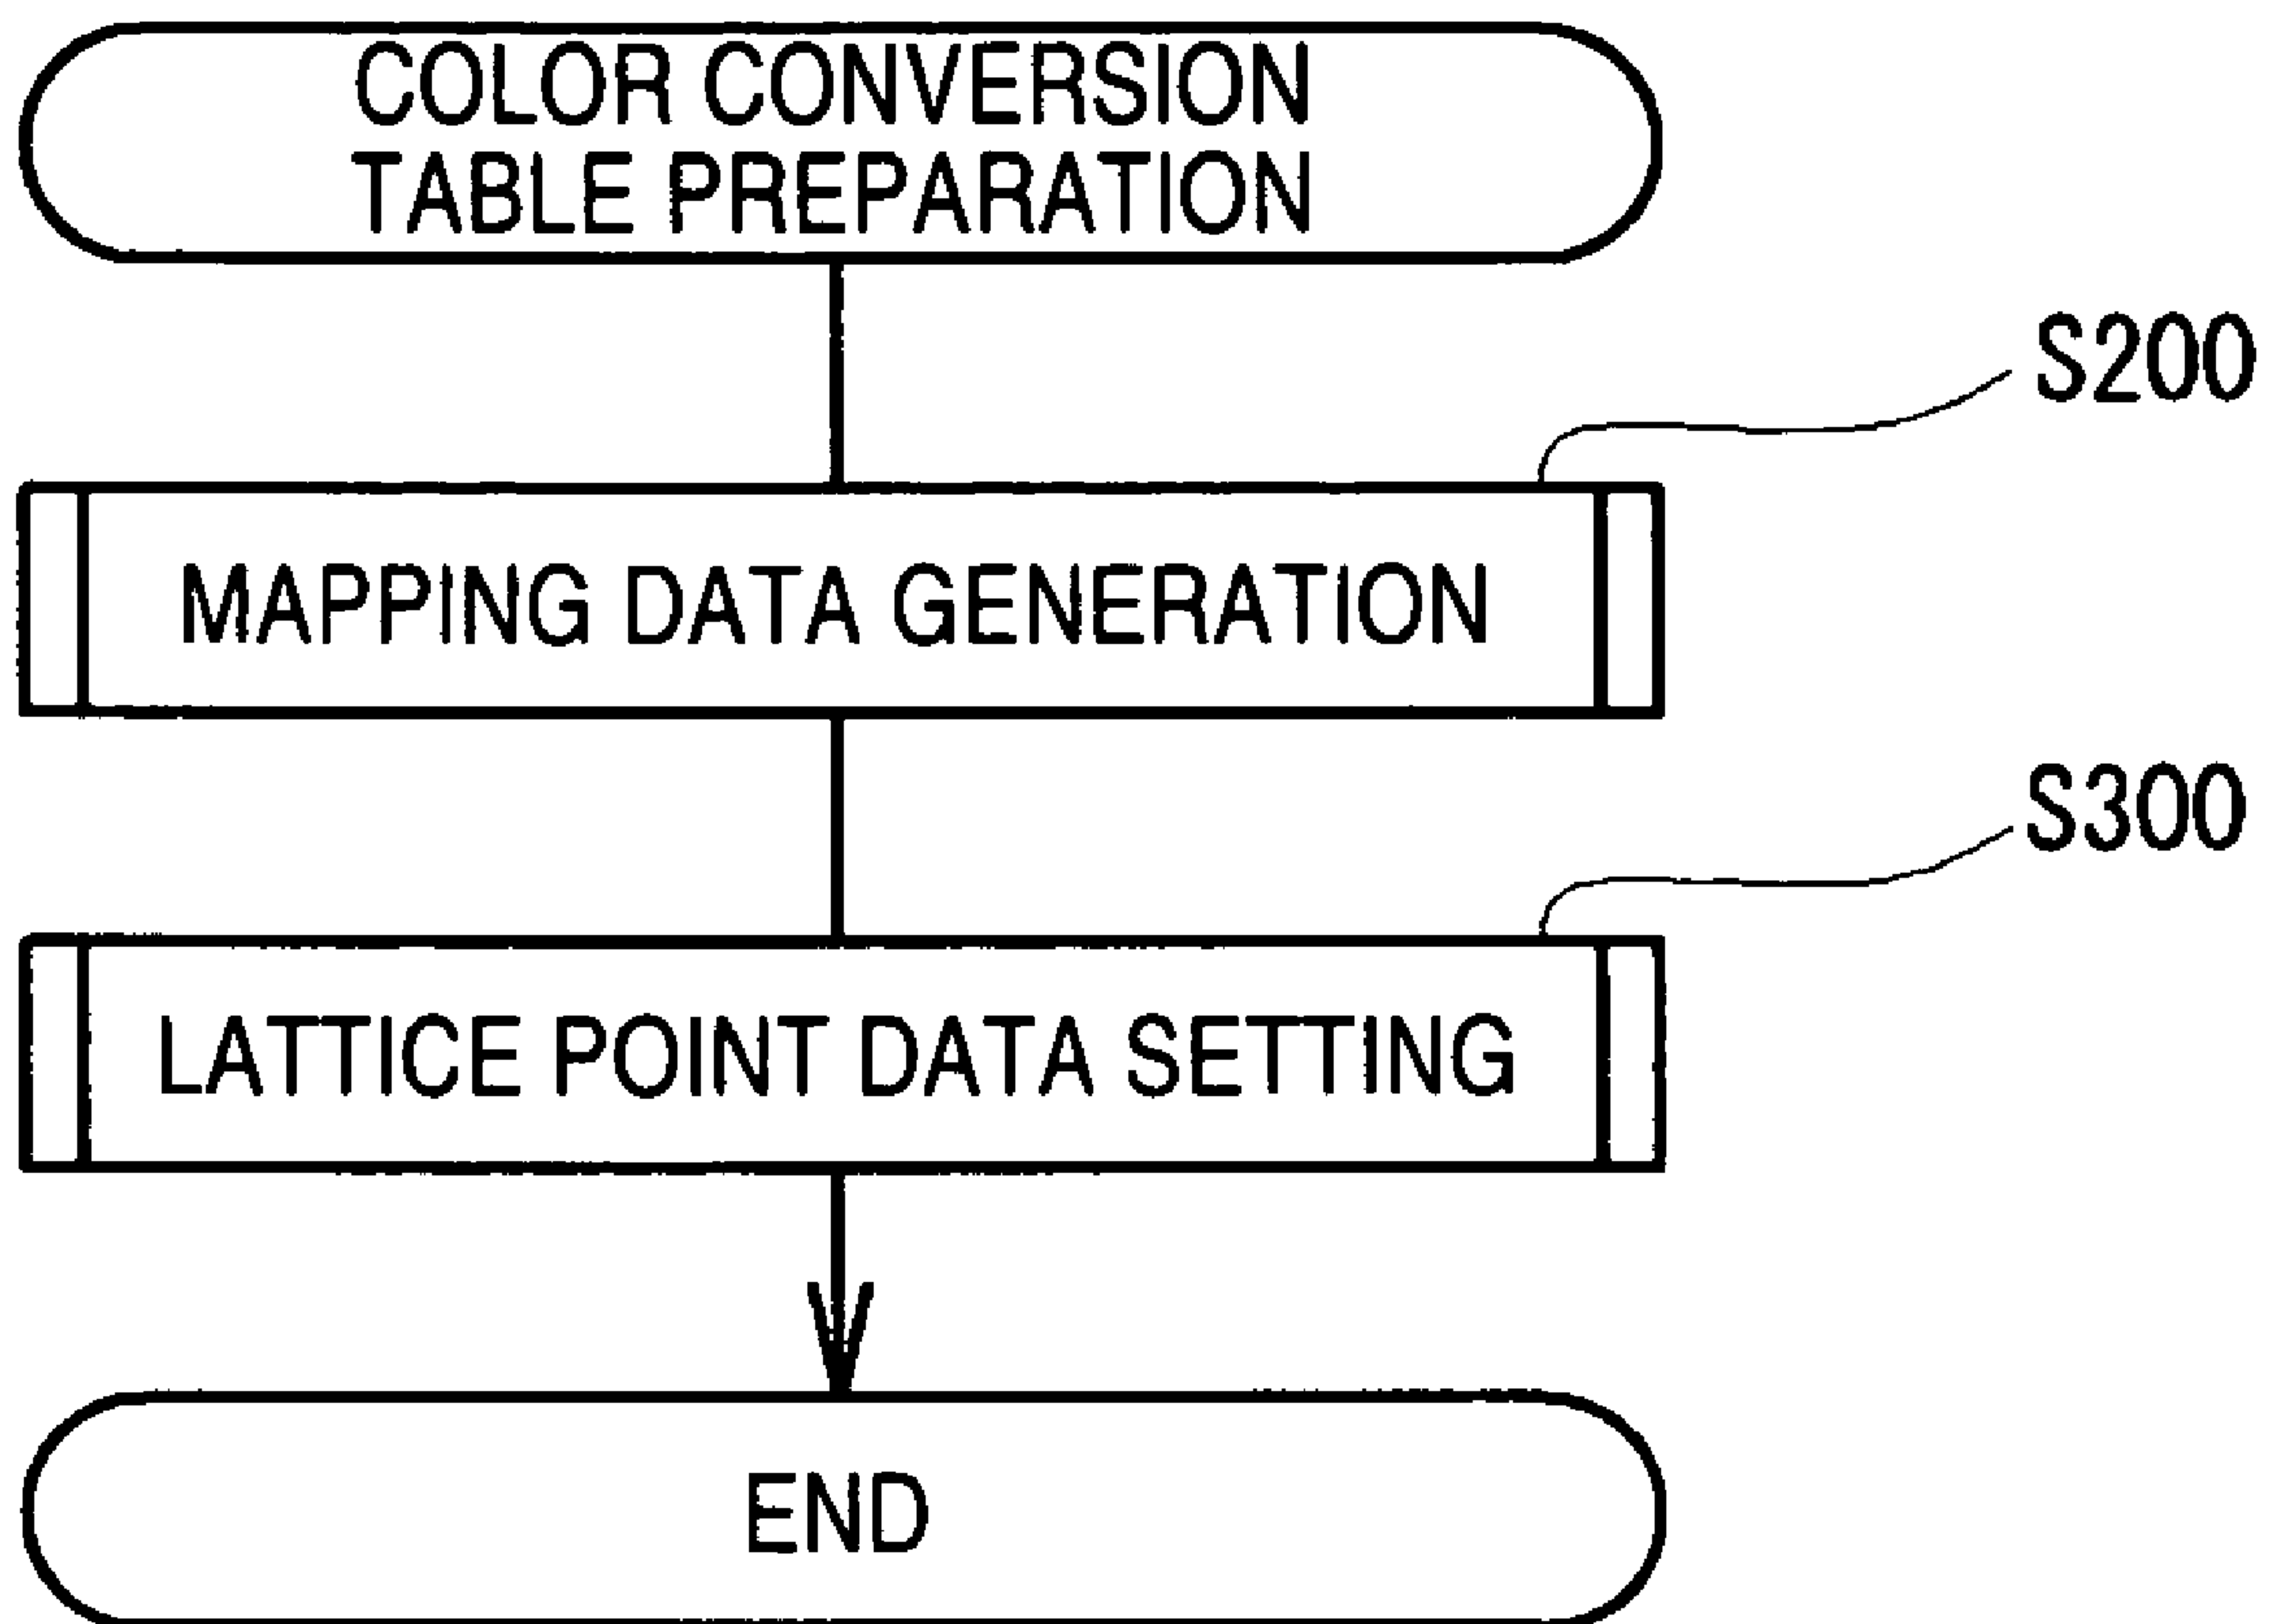 COLOR CONVERSION
TABLE PREPARATION
S200
MAPPING DATA GENERATION
S300
LATTICE POINT DATA SETTING
END